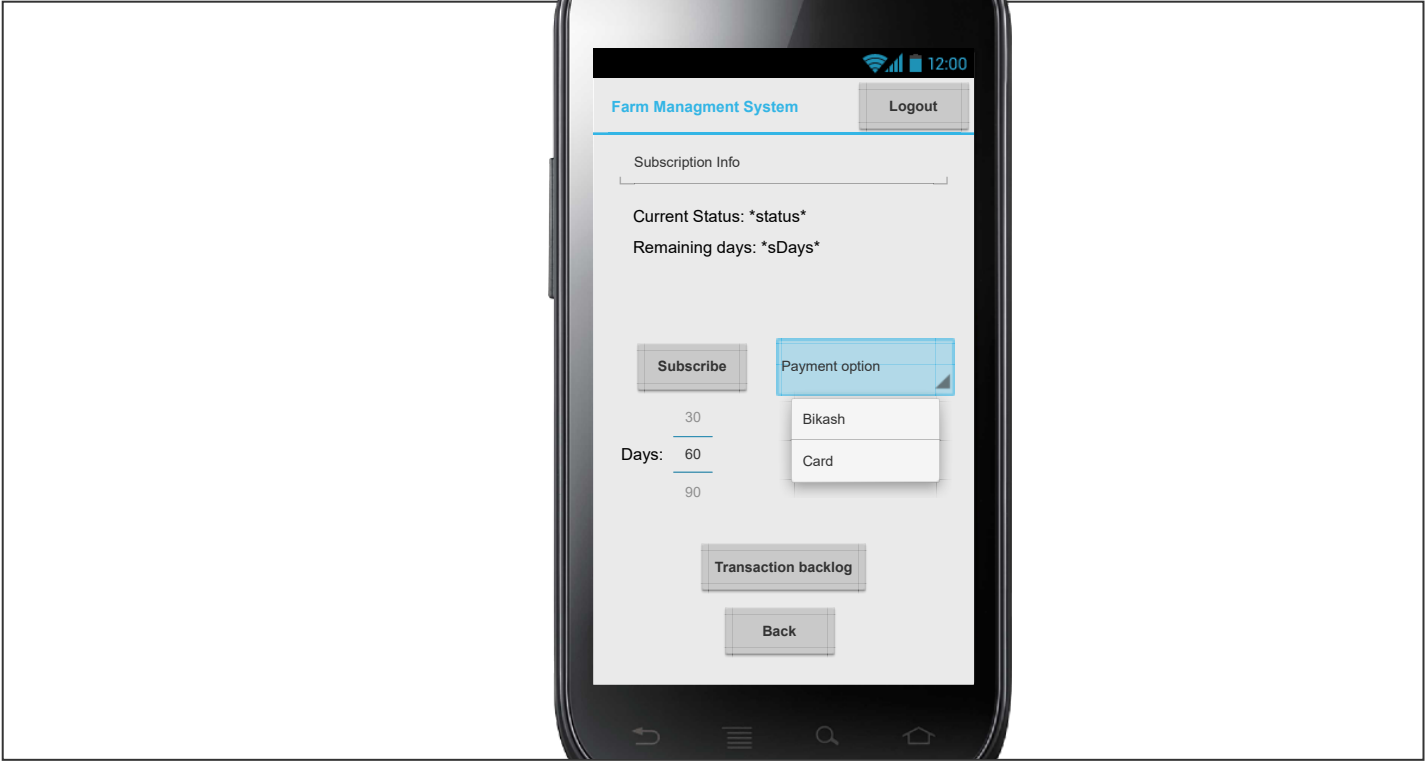 12:00
Farm Managment System
Logout
Subscription Info
Current Status: *status*
Remaining days: *sDays*
Subscribe
Payment option
30
Bikash
Days: 60
Card
90
Transaction backlog
Back